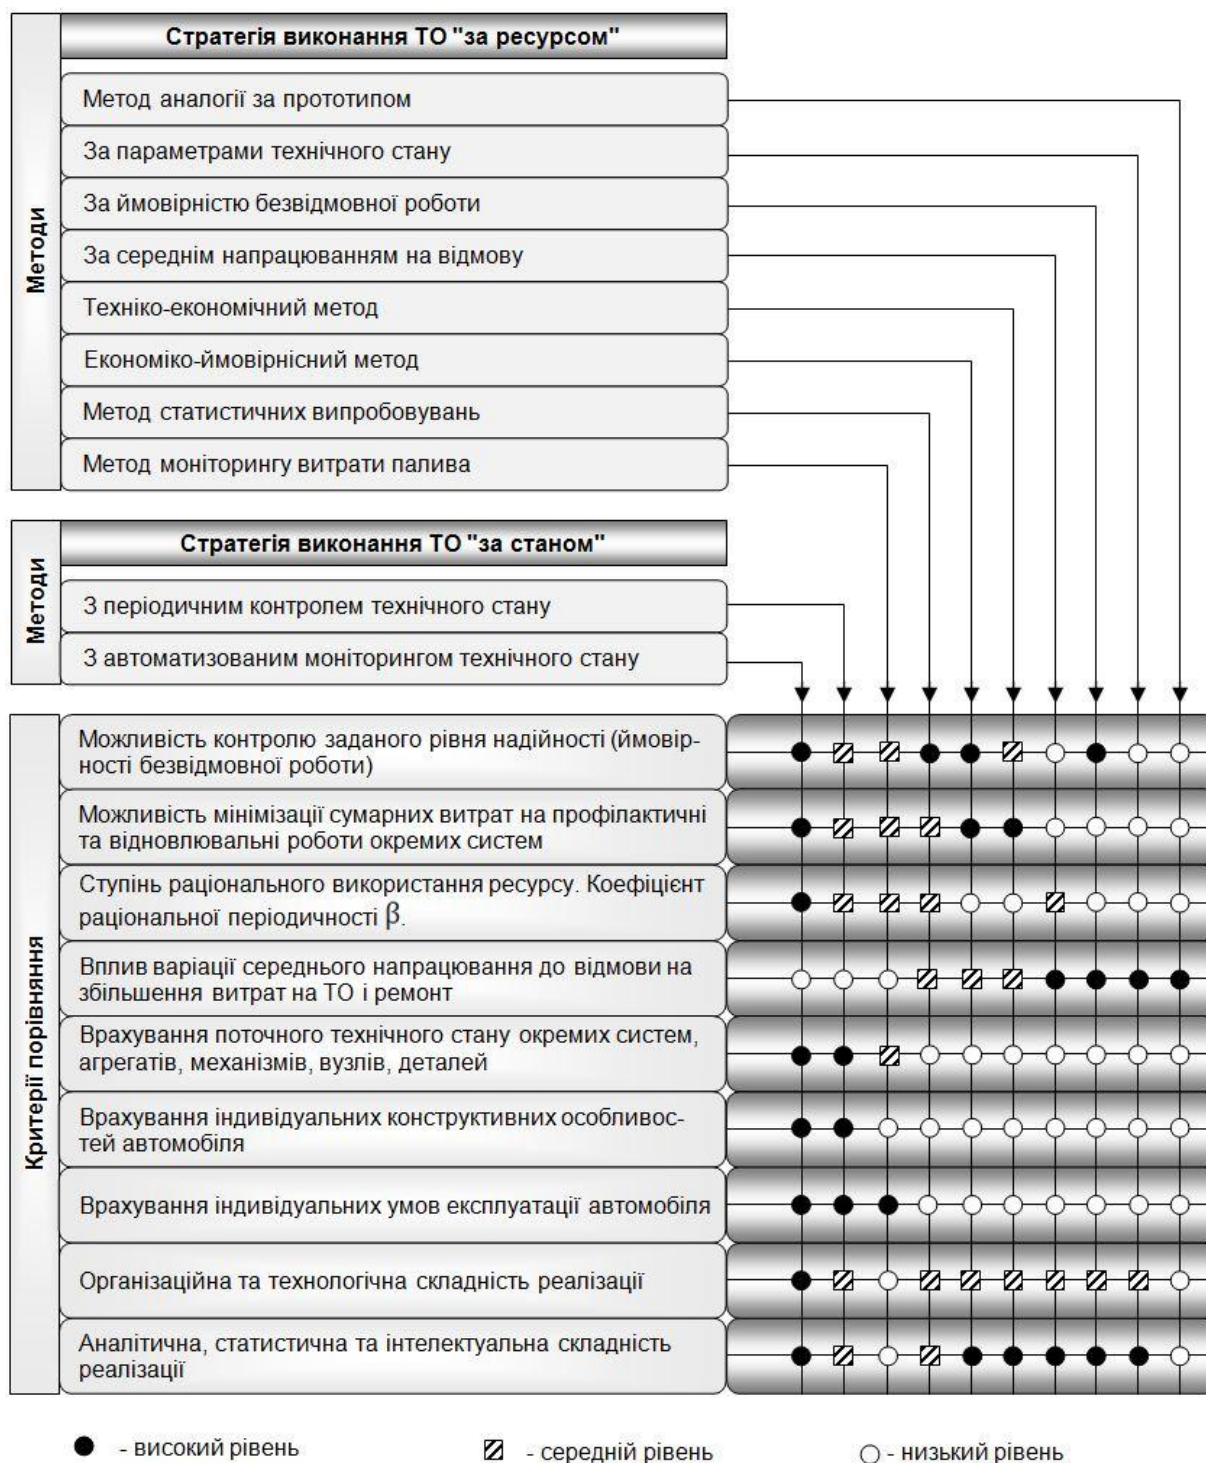 Стратегія виконання ТО "за ресурсом"
Методи
Метод аналогії за прототипом
За параметрами технічного стану
За ймовірністю безвідмовної роботи
За середнім напрацюванням на відмову
Техніко-економічний метод
Економіко-ймовірнісний метод
Метод статистичних випробовувань
Метод моніторингу витрати палива
Стратегія виконання ТО "за станом"
Методи
З періодичним контролем технічного стану
З автоматизованим моніторингом технічного стану
Критерії порівняння
Можливість контролю заданого рівня надійності (ймовір-
ності безвідмовної роботи)
Можливість мінімізації сумарних витрат на профілактичні
та відновлювальні роботи окремих систем
Ступінь раціонального використання ресурсу. Коефіцієнт
раціональної періодичності β.
Вплив варіації середнього напрацювання до відмови на
збільшення витрат на ТО і ремонт
Врахування поточного технічного стану окремих систем,
агрегатів, механізмів, вузлів, деталей
Врахування індивідуальних конструктивних особливос-
тей автомобіля
Врахування індивідуальних умов експлуатації автомобіля
Організаційна та технологічна складність реалізації
Аналітична, статистична та інтелектуальна складність
реалізації
- високий рівень
- середній рівень
- низький рівень